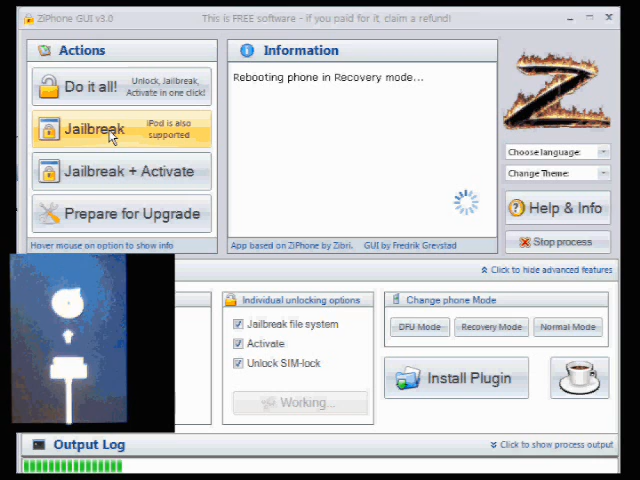 ZiPhone GUI v3.0
This is FREE software - if you paid for it, claim a refund!
Actions
Do it all!
Unlock, Jailbreak,
Activate in one click!
Jailbreak
iPod is also
supported
Jailbreak + Activate
Prepare for Upgrade
Hover mouse on option to show info
Information
Rebooting phone in Recovery mode...
App based on ZiPhone by Zibri. GUI by Fredrik Grevstad
Z
Choose language:
Change Theme:
Help & Info
Stop process
Click to hide advanced features
Individual unlocking options
Jailbreak file system
Activate
Unlock SIM-lock
Working...
Change phone Mode
DFU Mode
Recovery Mode
Normal Mode
Install Plugin
Output Log
Click to show process output